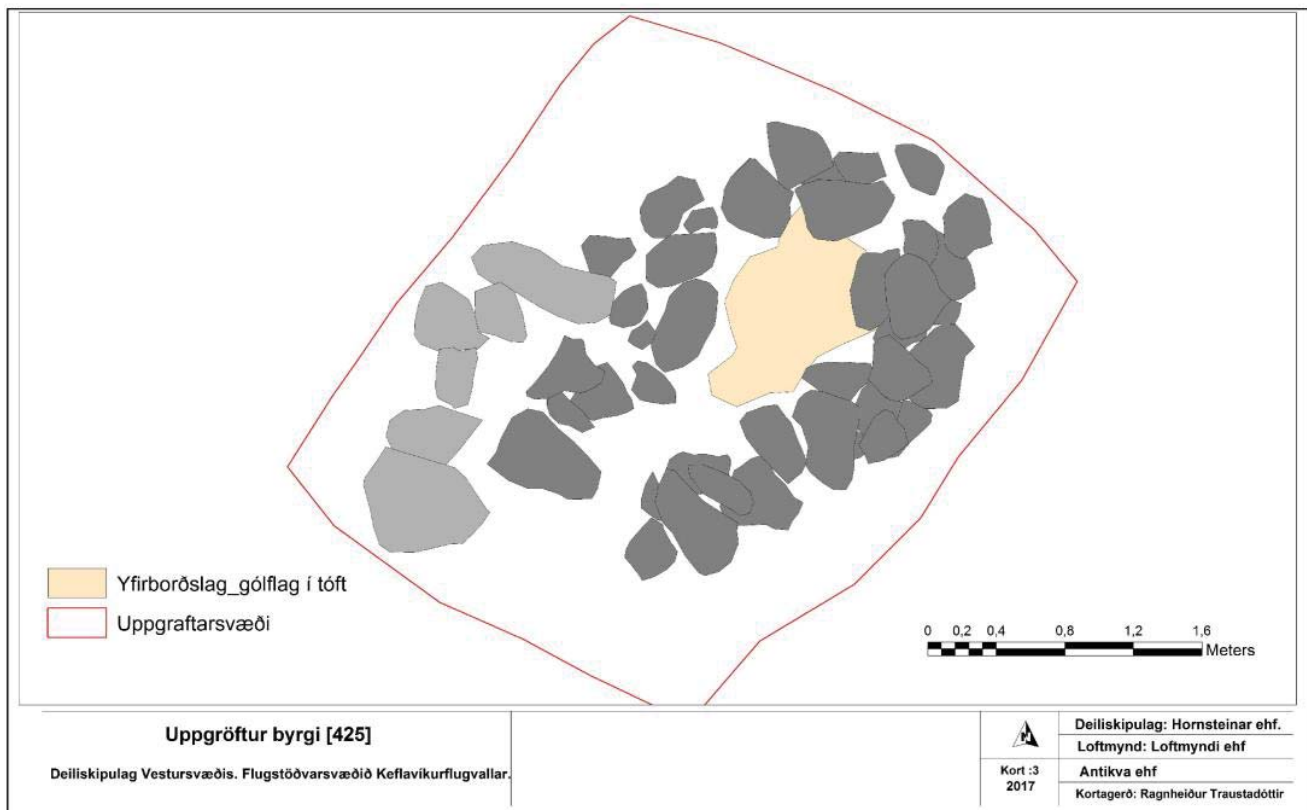 Yfirborðslag_gólflag í tóft
Uppgraftarsvæði
0 0,2 0,4 0,8 1,2 1,6
Meters
Uppgröftur byrgi [425]
Deiliskipulag Vestursvæðis. Flugstöðvarsvæðið Keflavíkurflugvallar.
Kort :3
2017
Deiliskipulag: Hornsteinar ehf.
Loftmynd: Loftmyndi ehf
Antikva ehf
Kortagerð: Ragnheiður Traustadóttir